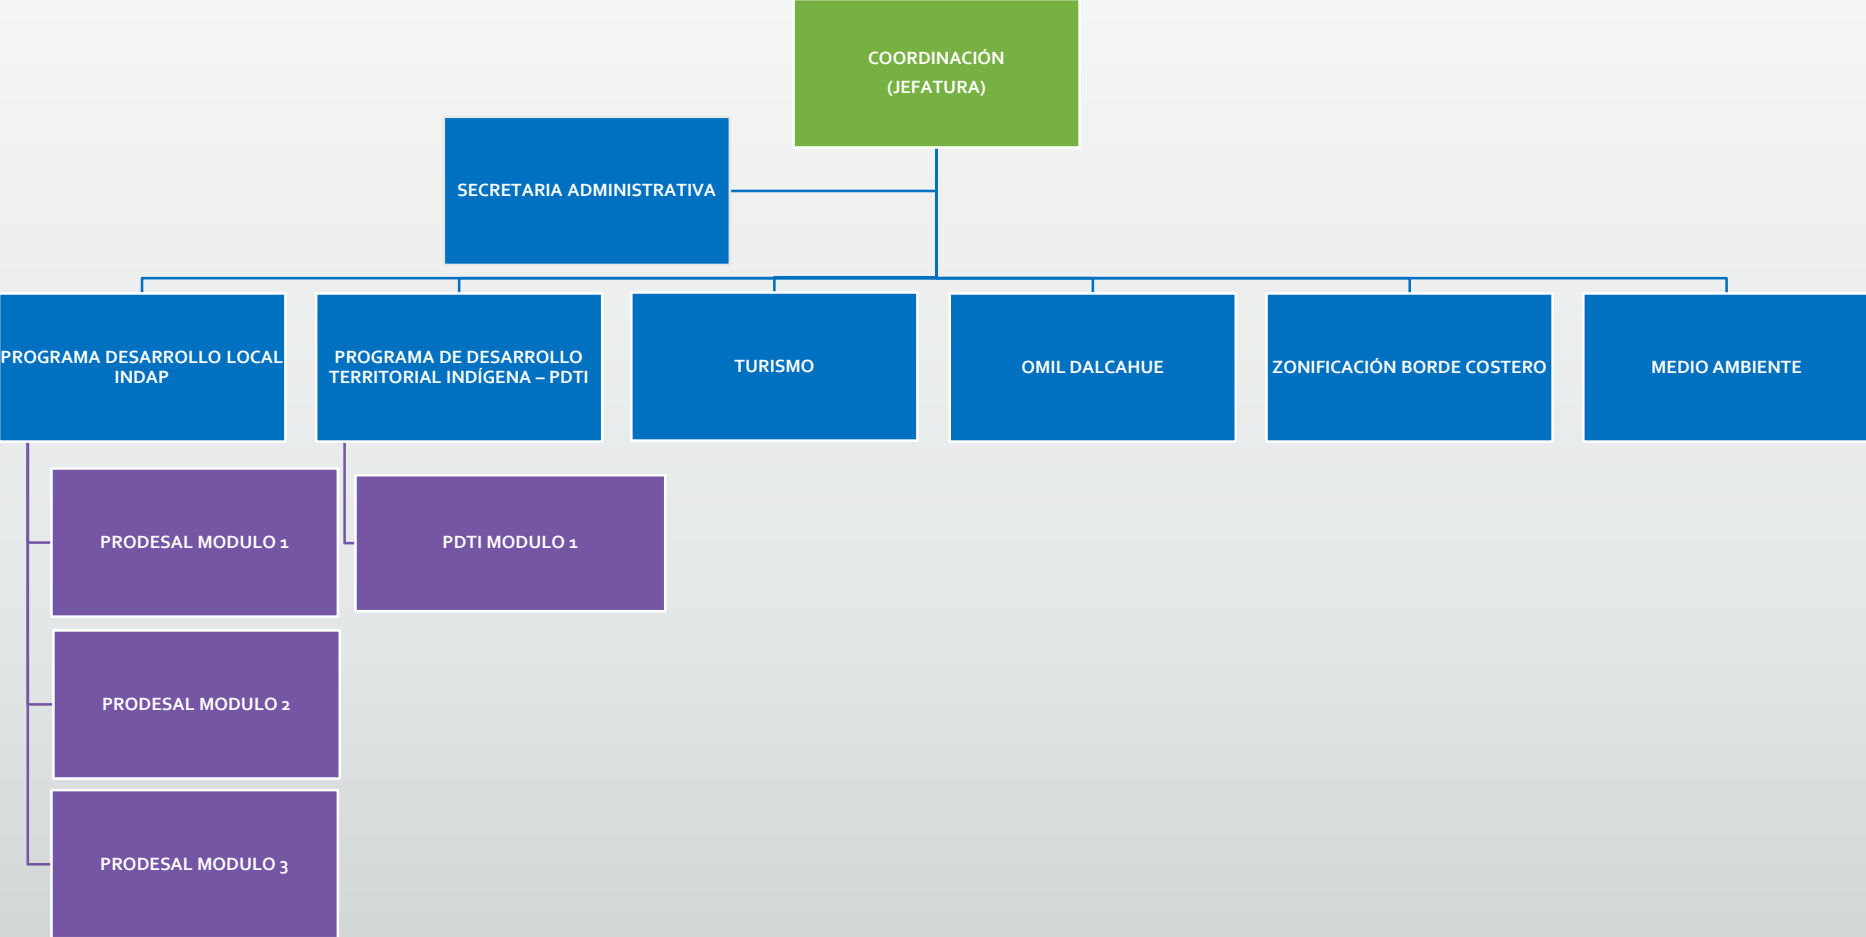 COORDINACIÓN
(JEFATURA)
SECRETARIA ADMINISTRATIVA
PROGRAMA DESARROLLO LOCAL
INDAP
PROGRAMA DE DESARROLLO
TERRITORIAL INDÍGENA – PDTI
TURISMO
OMIL DALCAHUE
ZONIFICACIÓN BORDE COSTERO
MEDIO AMBIENTE
PRODESAL MODULO 1
PDTI MODULO 1
PRODESAL MODULO 2
PRODESAL MODULO 3